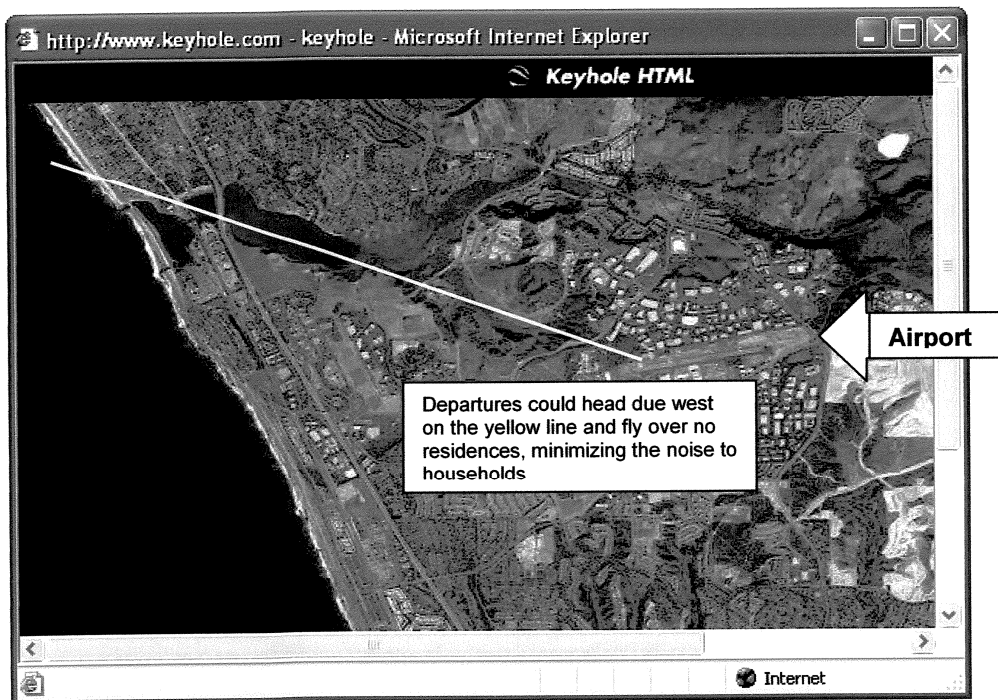 http://www.keyhole.com - keyhole - Microsoft Internet Explorer
Keyhole HTML
Airport
Departures could head due west
on the yellow line and fly over no
residences, minimizing the noise to
households
Internet